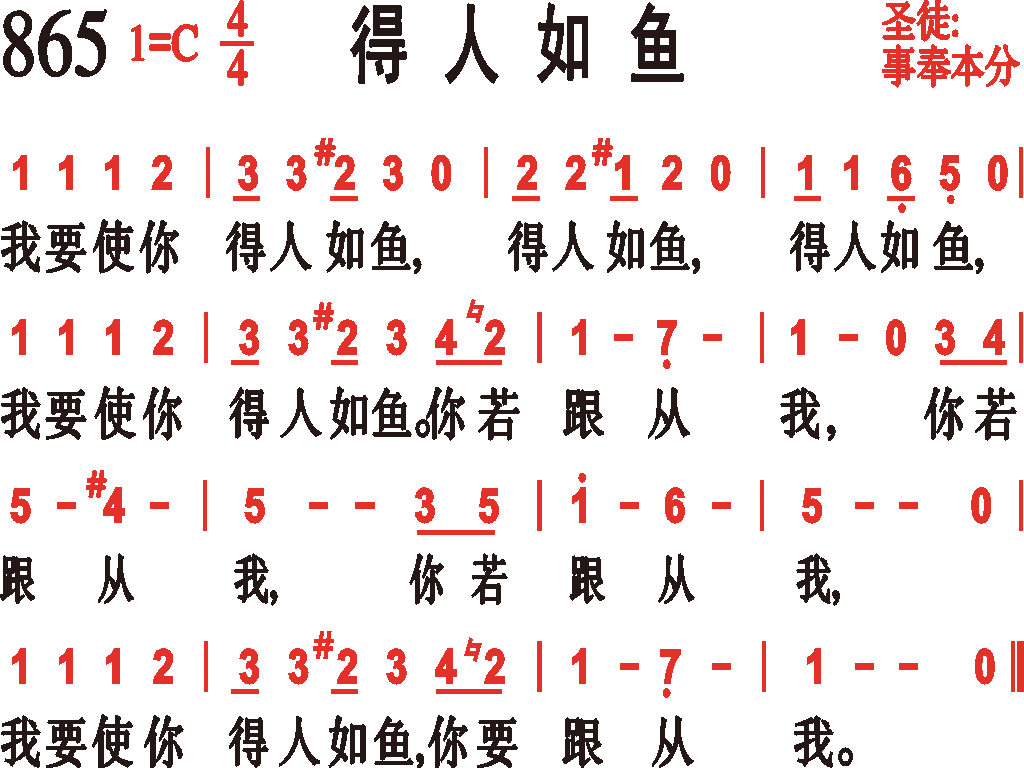 865 1=C 4/4 得人如鱼 圣徒:
事奉本分
1 1 1 2 | 3 3 #2 3 0 | 2 2 #1 2 0 | 1 1 6̣ 5̣ 0 |
我要使你 得人如鱼, 得人如鱼, 得人如鱼,
1 1 1 2 | 3 3 #2 3 4 ♮2 | 1 - 7̣ - | 1 - 0 3 4 |
我要使你 得人如鱼。你若 跟 从 我, 你若
5 - #4 - | 5 - - 3 5 | 1̇ - 6 - | 5 - - 0 |
跟 从 我, 你若 跟 从 我,
1 1 1 2 | 3 3 #2 3 4 ♮2 | 1 - 7̣ - | 1 - - 0 ‖
我要使你 得人如鱼,你要 跟 从 我。